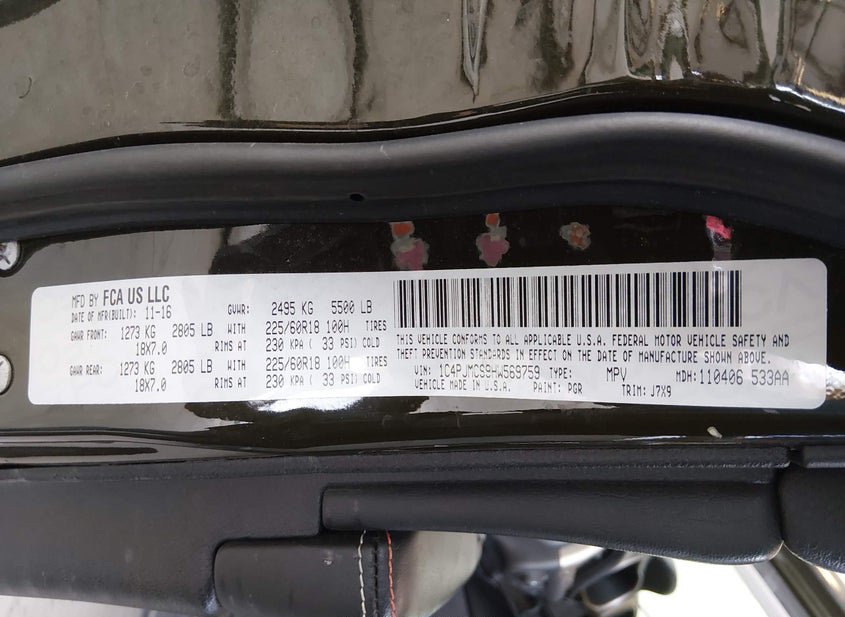 MFD BY FCA US LLC
DATE OF MFR(BUILT): 11-16 GVWR: 2495 KG 5500 LB
GAWR FRONT: 1273 KG 2805 LB WITH 225/60R18 100H TIRES
18X7.0 RIMS AT 230 KPA ( 33 PSI) COLD
GAWR REAR: 1273 KG 2805 LB WITH 225/60R18 100H TIRES
18X7.0 RIMS AT 230 KPA ( 33 PSI) COLD
THIS VEHICLE CONFORMS TO ALL APPLICABLE U.S.A. FEDERAL MOTOR VEHICLE SAFETY AND
THEFT PREVENTION STANDARDS IN EFFECT ON THE DATE OF MANUFACTURE SHOWN ABOVE.
VIN: 1C4PJMCS9HW569759 TYPE: MPV MDH: 110406 533AA
VEHICLE MADE IN U.S.A. PAINT: PGR TRIM: J7X9